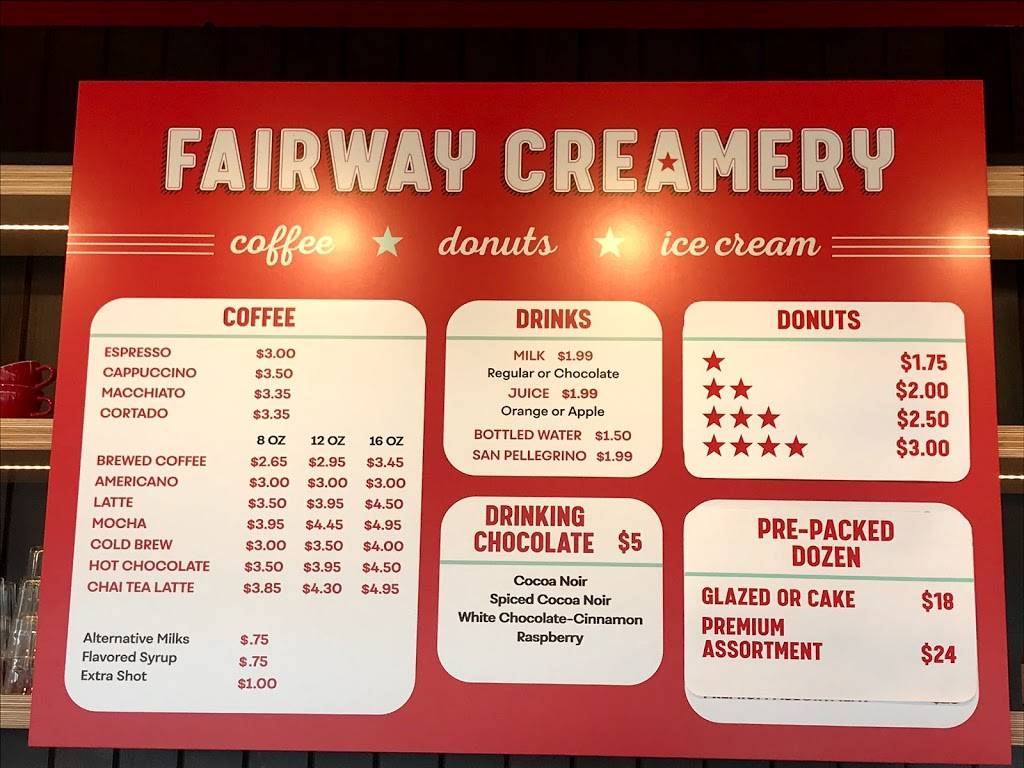 FAIRWAY CREAMERY
coffee ★ donuts ★ ice cream
COFFEE
ESPRESSO $3.00
CAPPUCCINO $3.50
MACCHIATO $3.35
CORTADO $3.35
8 OZ 12 OZ 16 OZ
BREWED COFFEE $2.65 $2.95 $3.45
AMERICANO $3.00 $3.00 $3.00
LATTE $3.50 $3.95 $4.50
MOCHA $3.95 $4.45 $4.95
COLD BREW $3.00 $3.50 $4.00
HOT CHOCOLATE $3.50 $3.95 $4.50
CHAI TEA LATTE $3.85 $4.30 $4.95
Alternative Milks $.75
Flavored Syrup $.75
Extra Shot $1.00
DRINKS
MILK $1.99
Regular or Chocolate
JUICE $1.99
Orange or Apple
BOTTLED WATER $1.50
SAN PELLEGRINO $1.99
DRINKING
CHOCOLATE $5
Cocoa Noir
Spiced Cocoa Noir
White Chocolate-Cinnamon
Raspberry
DONUTS
★ $1.75
★★ $2.00
★★★ $2.50
★★★★ $3.00
PRE-PACKED
DOZEN
GLAZED OR CAKE $18
PREMIUM
ASSORTMENT $24